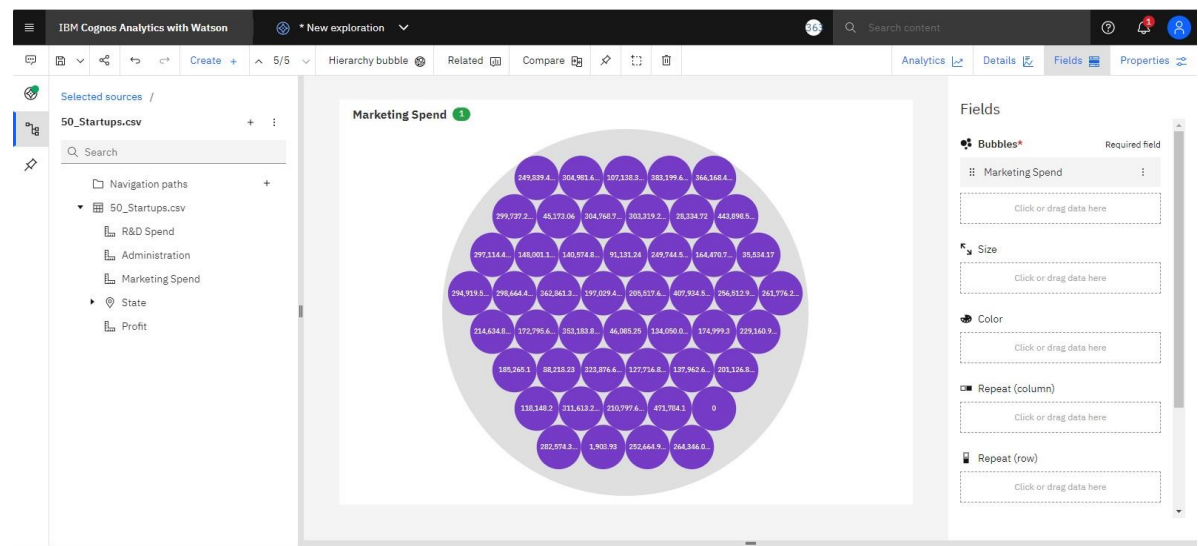 IBM Cognos Analytics with Watson
* New exploration
363
Search content
1
Create +
5/5
Hierarchy bubble
Related
Compare
Analytics
Details
Fields
Properties
Selected sources /
50_Startups.csv
Search
Navigation paths
50_Startups.csv
R&D Spend
Administration
Marketing Spend
State
Profit
Marketing Spend 1
249,839.4... 304,981.6... 107,138.3... 383,199.6... 366,168.4...
299,737.2... 45,173.06 304,768.7... 303,319.2... 28,334.72 443,898.5...
297,114.4... 148,001.1... 140,574.8... 91,131.24 249,744.5... 164,470.7... 35,534.17
294,919.5... 298,664.4... 362,861.3... 197,029.4... 205,517.6... 407,934.5... 256,512.9... 261,776.2...
214,634.8... 172,795.6... 353,183.8... 46,085.25 134,050.0... 174,999.3 229,160.9...
185,265.1 88,218.23 323,876.6... 127,716.8... 137,962.6... 201,126.8...
118,148.2 311,613.2... 210,797.6... 471,784.1 0
282,574.3... 1,903.93 252,664.9... 264,346.0...
Fields
Bubbles* Required field
Marketing Spend
Click or drag data here
Size
Click or drag data here
Color
Click or drag data here
Repeat (column)
Click or drag data here
Repeat (row)
Click or drag data here